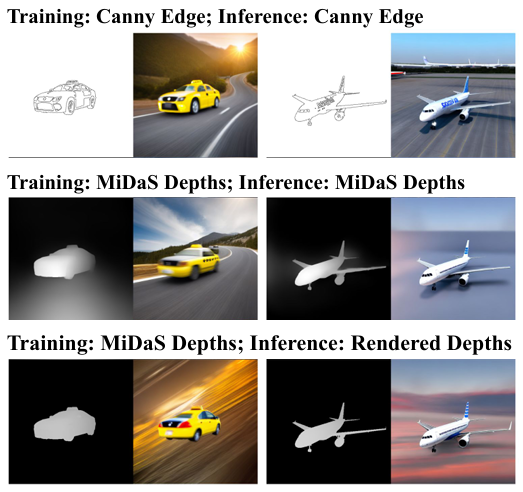 Training: Canny Edge; Inference: Canny Edge
Training: MiDaS Depths; Inference: MiDaS Depths
Training: MiDaS Depths; Inference: Rendered Depths